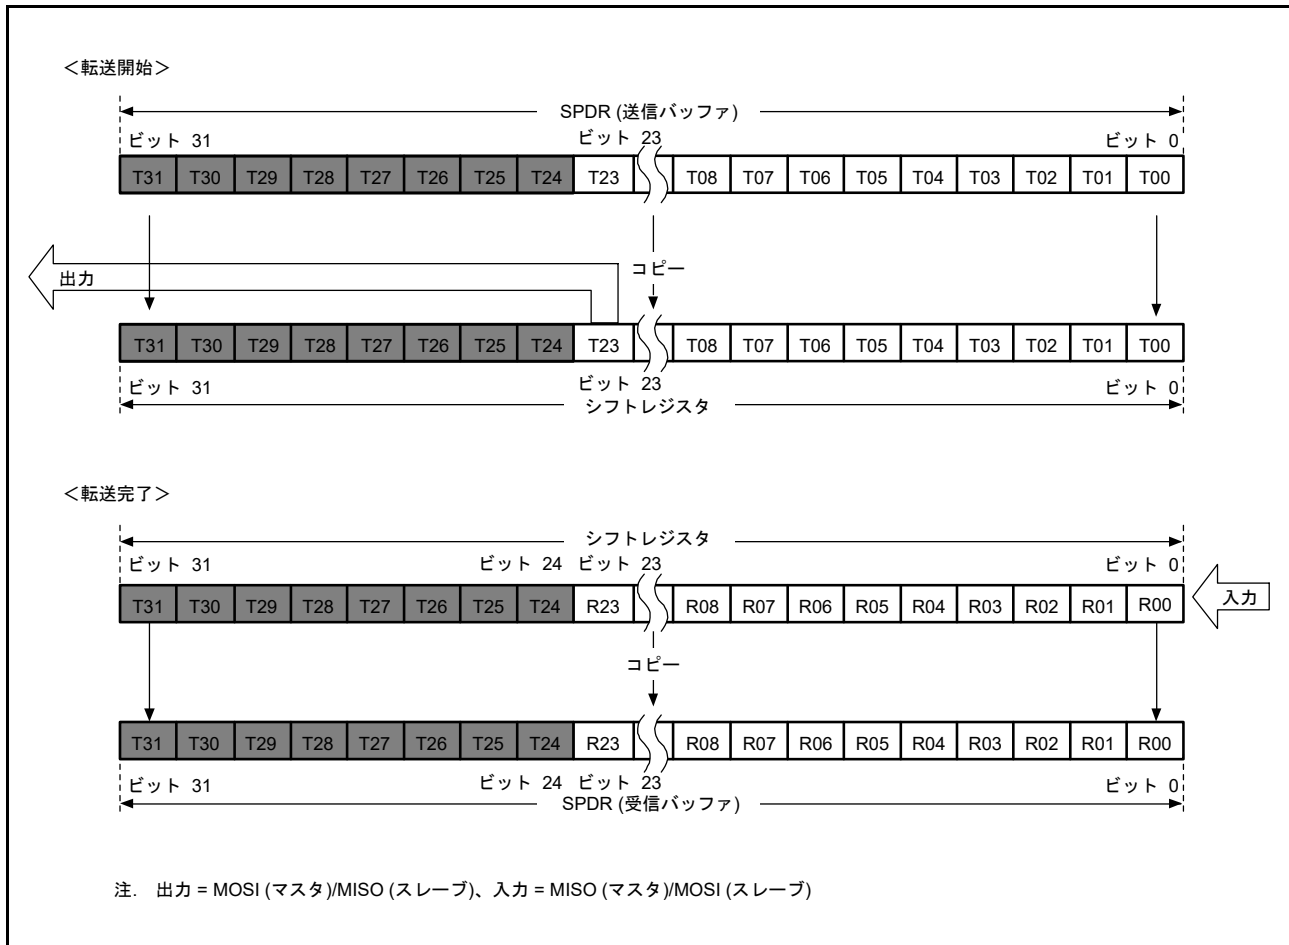 ＜転送開始＞
SPDR (送信バッファ)
ビット 31 ビット 23 ビット 0
T31 T30 T29 T28 T27 T26 T25 T24 T23 T08 T07 T06 T05 T04 T03 T02 T01 T00
コピー
出力
T31 T30 T29 T28 T27 T26 T25 T24 T23 T08 T07 T06 T05 T04 T03 T02 T01 T00
ビット 31 ビット 23 ビット 0
シフトレジスタ
＜転送完了＞
シフトレジスタ
ビット 31 ビット 24 ビット 23 ビット 0
T31 T30 T29 T28 T27 T26 T25 T24 R23 R08 R07 R06 R05 R04 R03 R02 R01 R00 入力
コピー
T31 T30 T29 T28 T27 T26 T25 T24 R23 R08 R07 R06 R05 R04 R03 R02 R01 R00
ビット 31 ビット 24 ビット 23 ビット 0
SPDR (受信バッファ)
注. 出力 = MOSI (マスタ)/MISO (スレーブ)、入力 = MISO (マスタ)/MOSI (スレーブ)